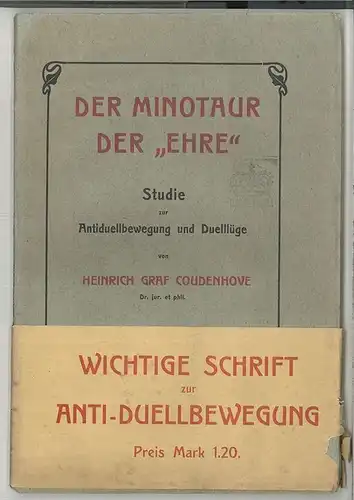 DER MINOTAUR
DER „EHRE“
Studie
zur
Antiduellbewegung und Duelllüge
von
HEINRICH GRAF COUDENHOVE
Dr. jur. et phil.
WICHTIGE SCHRIFT
zur
ANTI-DUELLBEWEGUNG
Preis Mark 1.20.